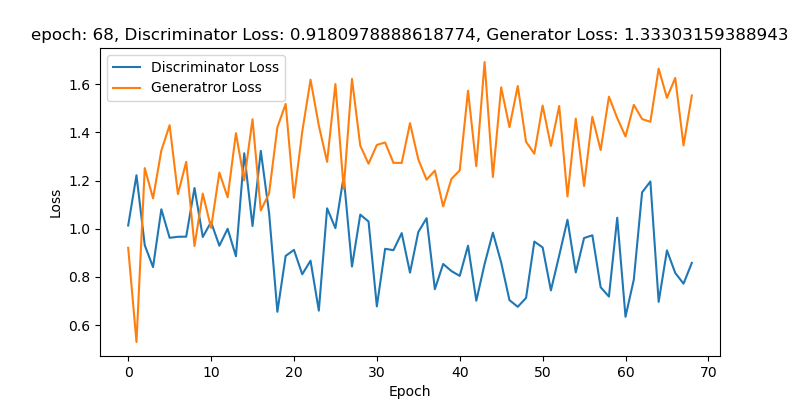 epoch: 68, Discriminator Loss: 0.9180978888618774, Generator Loss: 1.33303159388943
Discriminator Loss
Generatror Loss
1.6
1.4
1.2
1.0
0.8
0.6
Loss
0
10
20
30
40
50
60
70
Epoch